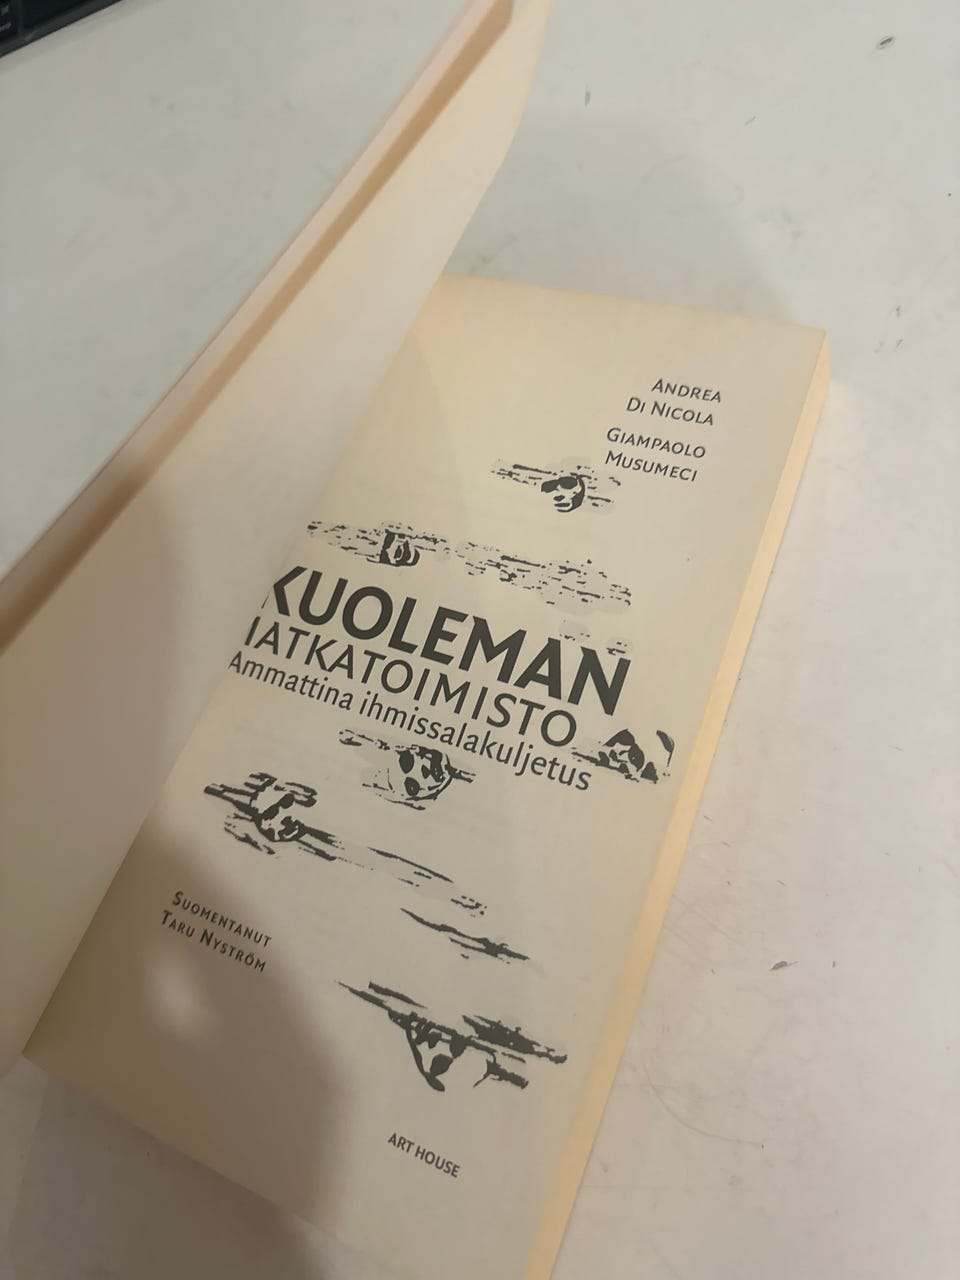 ANDREA
DI NICOLA
GIAMPAOLO
MUSUMECI
KUOLEMAN
MATKATOIMISTO
Ammattina ihmissalakuljetus
SUOMENTANUT
TARU NYSTRÖM
ART HOUSE